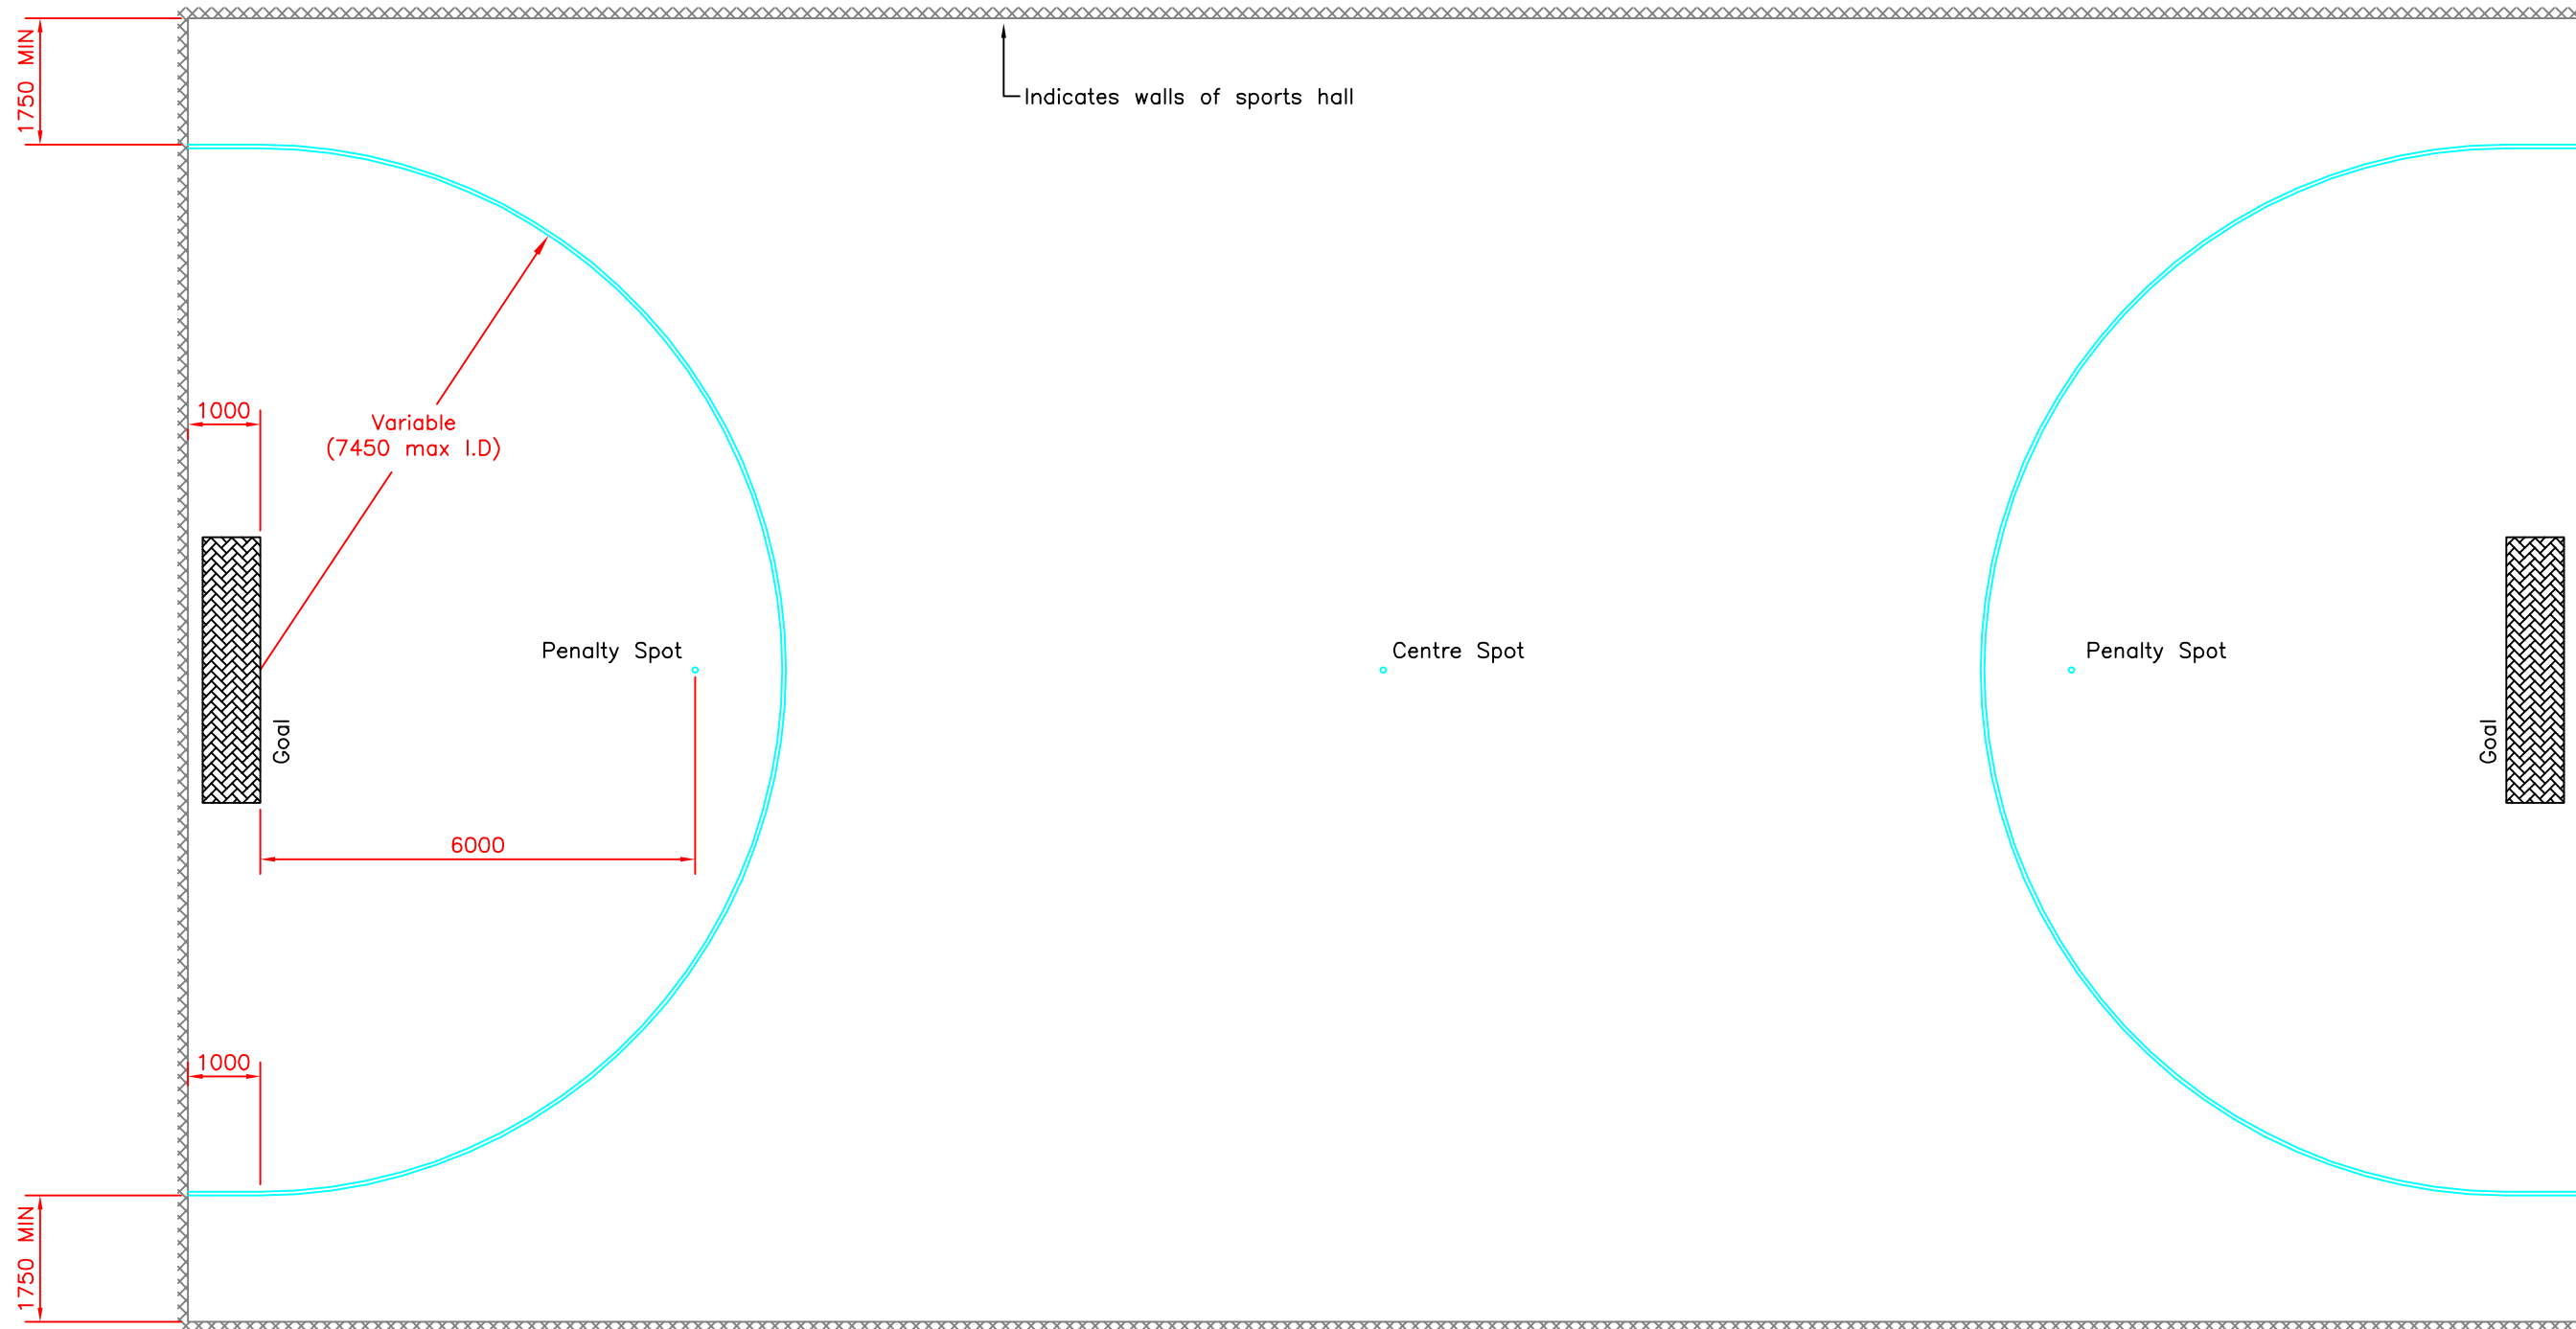 1750 MIN
Indicates walls of sports hall
1000
Variable
(7450 max I.D)
Penalty Spot
Centre Spot
Penalty Spot
Goal
Goal
6000
1000
1750 MIN